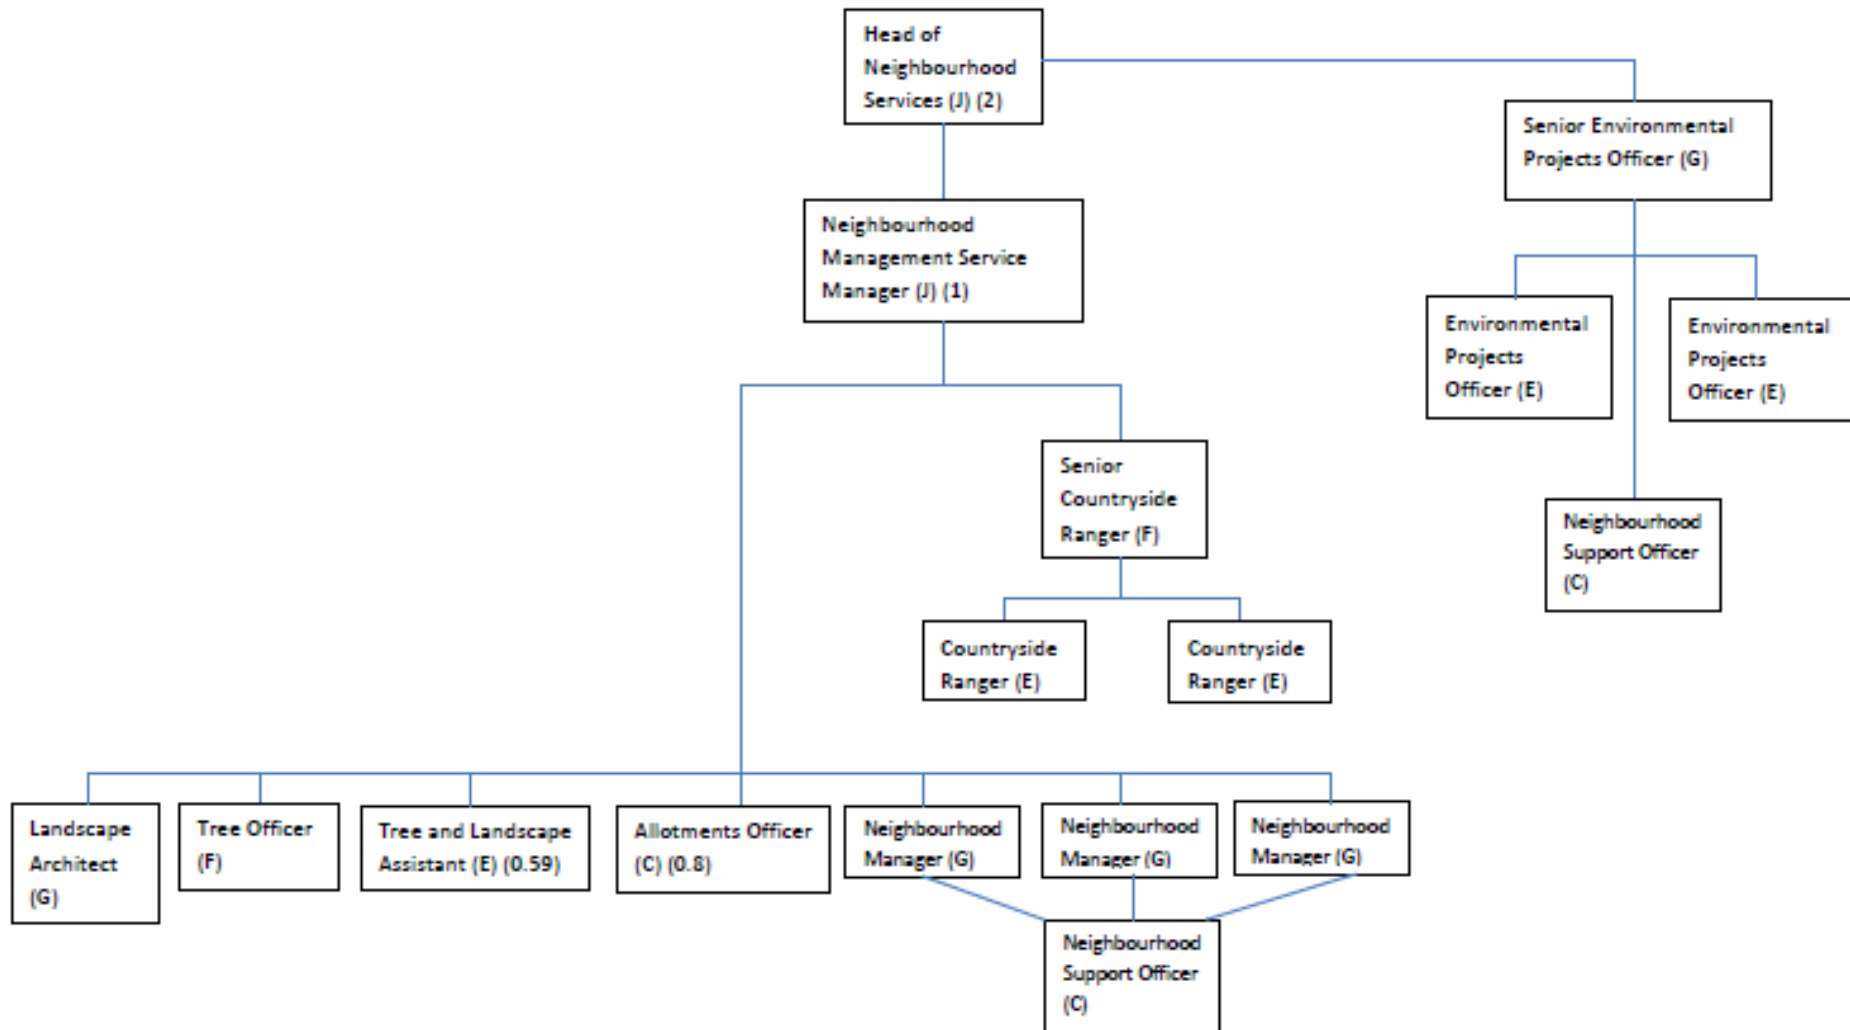 Head of
Neighbourhood
Services (J) (2)
Senior Environmental
Projects Officer (G)
Neighbourhood
Management Service
Manager (J) (1)
Environmental
Projects
Officer (E)
Environmental
Projects
Officer (E)
Senior
Countryside
Ranger (F)
Neighbourhood
Support Officer
(C)
Countryside
Ranger (E)
Countryside
Ranger (E)
Landscape
Architect
(G)
Tree Officer
(F)
Tree and Landscape
Assistant (E) (0.59)
Allotments Officer
(C) (0.8)
Neighbourhood
Manager (G)
Neighbourhood
Manager (G)
Neighbourhood
Manager (G)
Neighbourhood
Support Officer
(C)